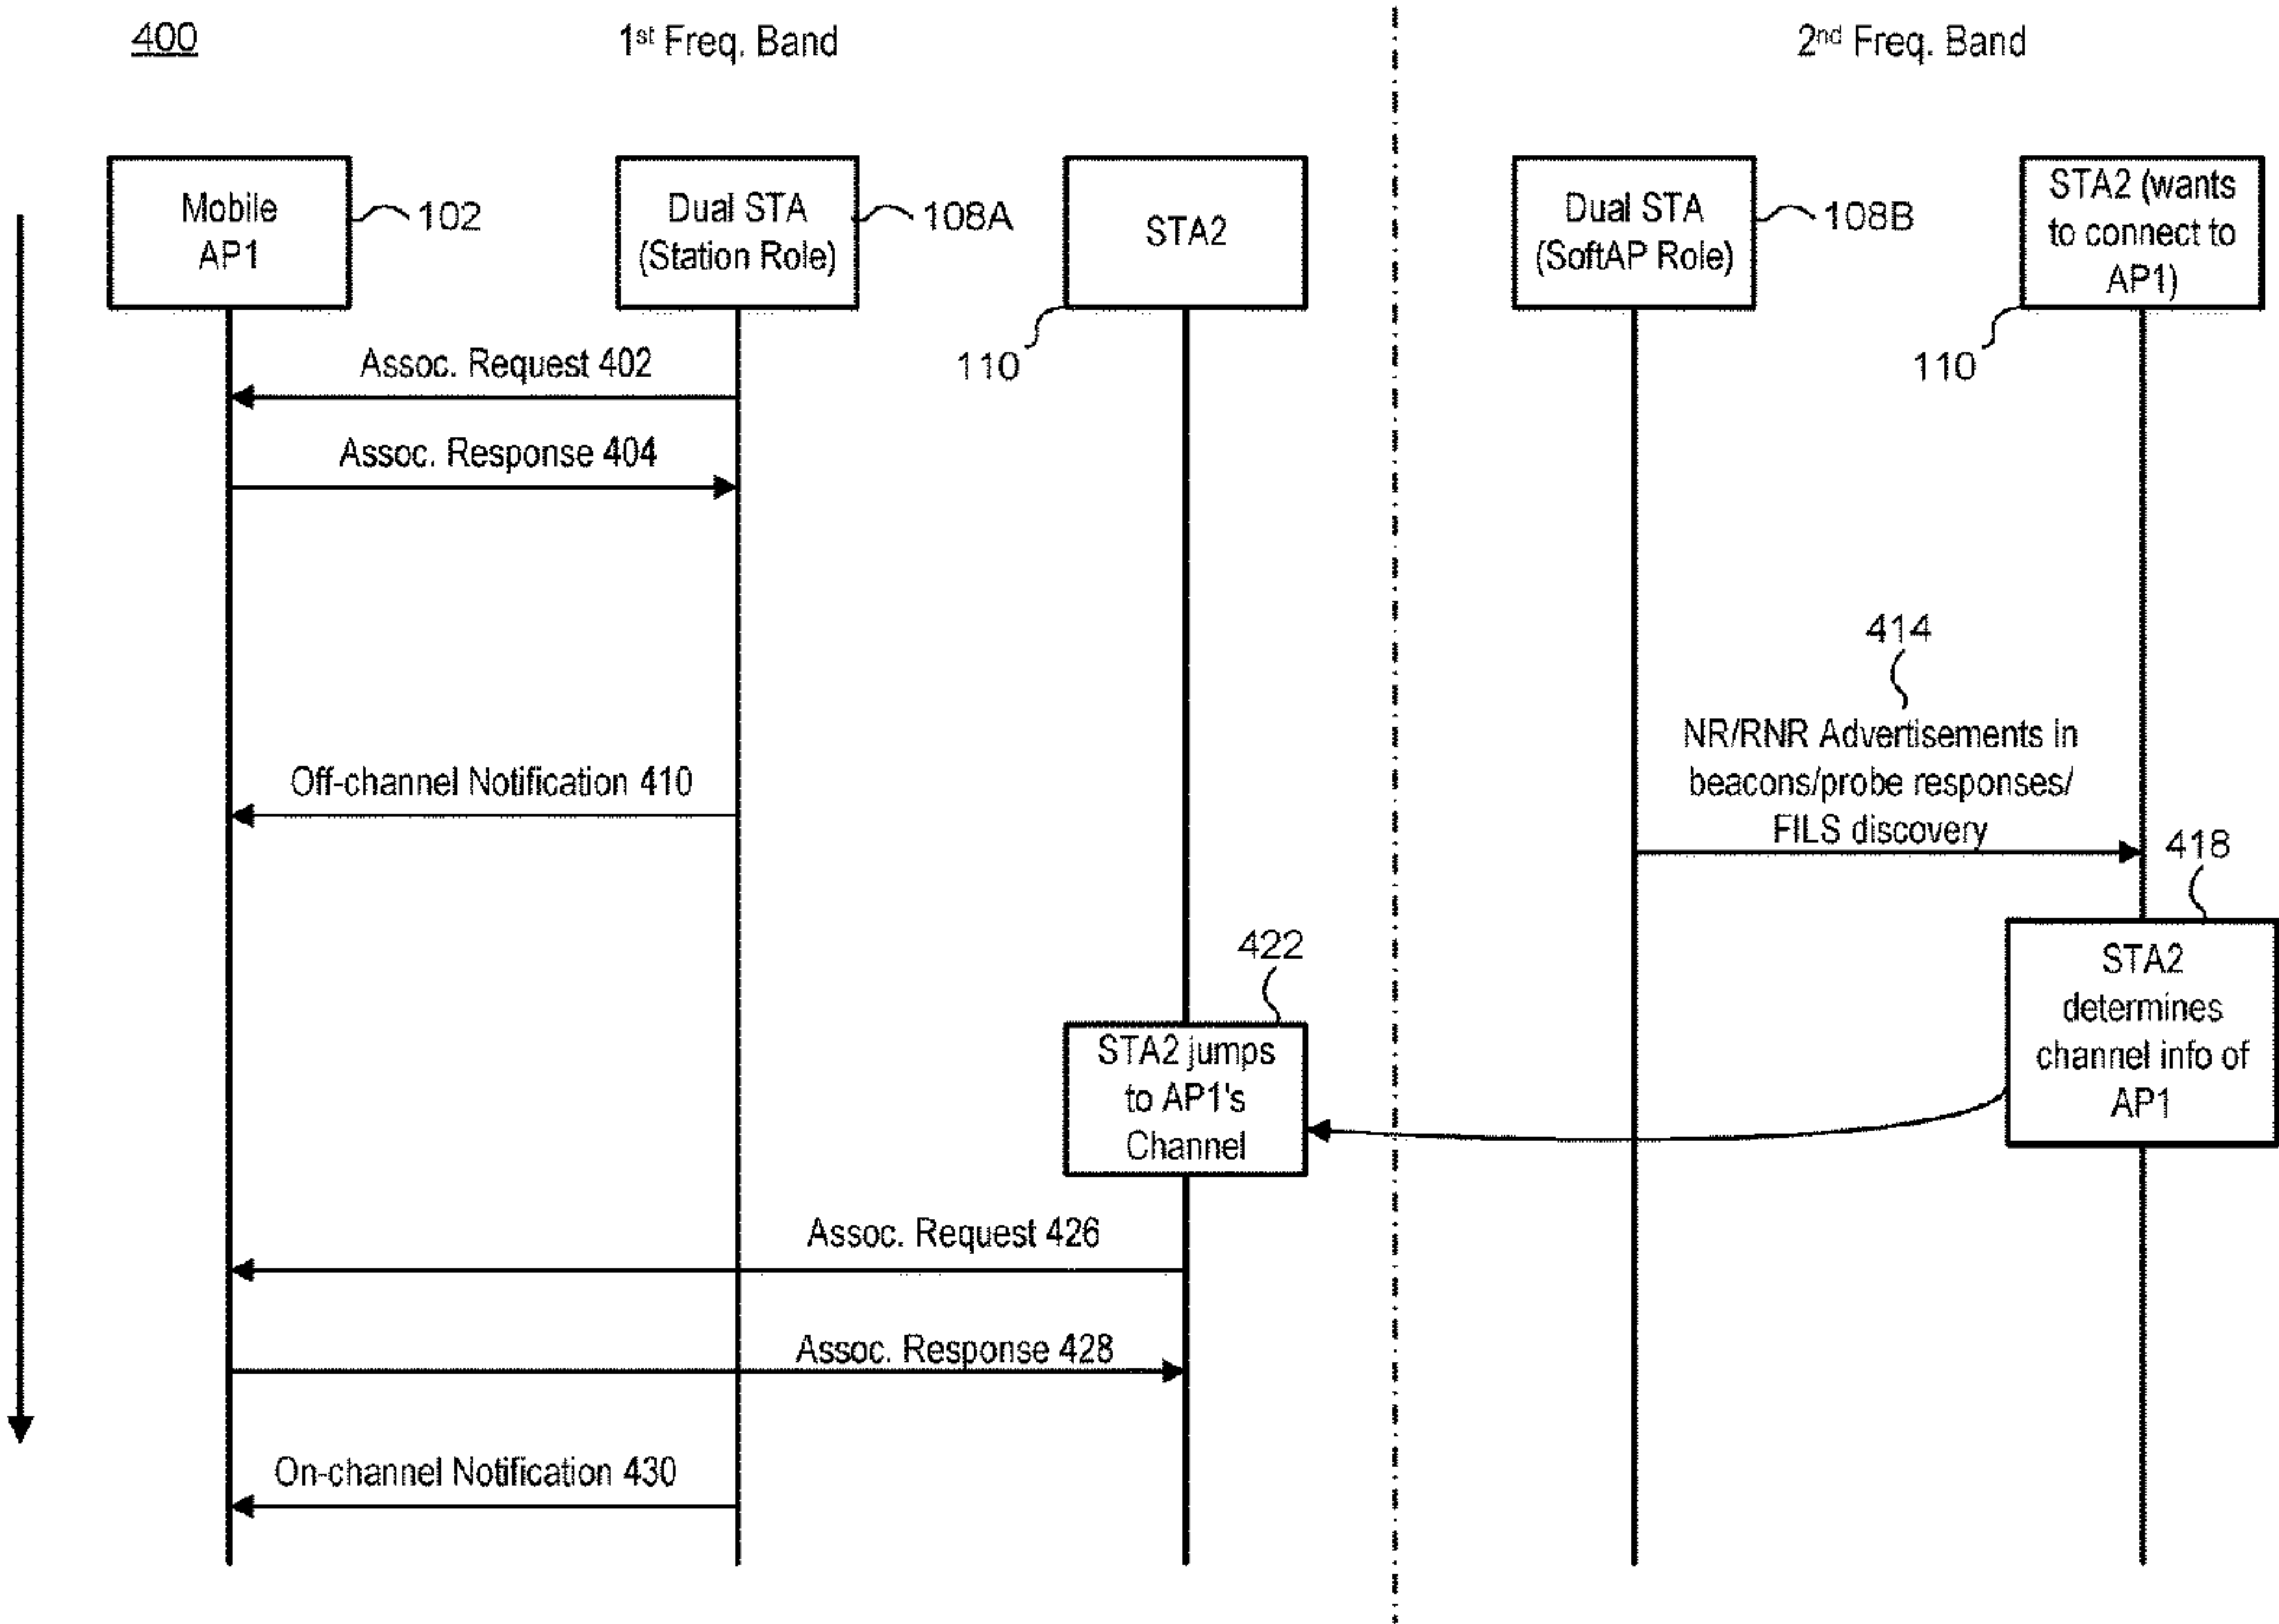 400
1st Freq. Band
2nd Freq. Band
Mobile
AP1
102
Dual STA
(Station Role)
108A
STA2
110
Dual STA
(SoftAP Role)
108B
STA2 (wants
to connect to
AP1)
110
Assoc. Request 402
Assoc. Response 404
414
NR/RNR Advertisements in
beacons/probe responses/
FILS discovery
Off-channel Notification 410
418
STA2
determines
channel info of
AP1
422
STA2 jumps
to AP1's
Channel
Assoc. Request 426
Assoc. Response 428
On-channel Notification 430